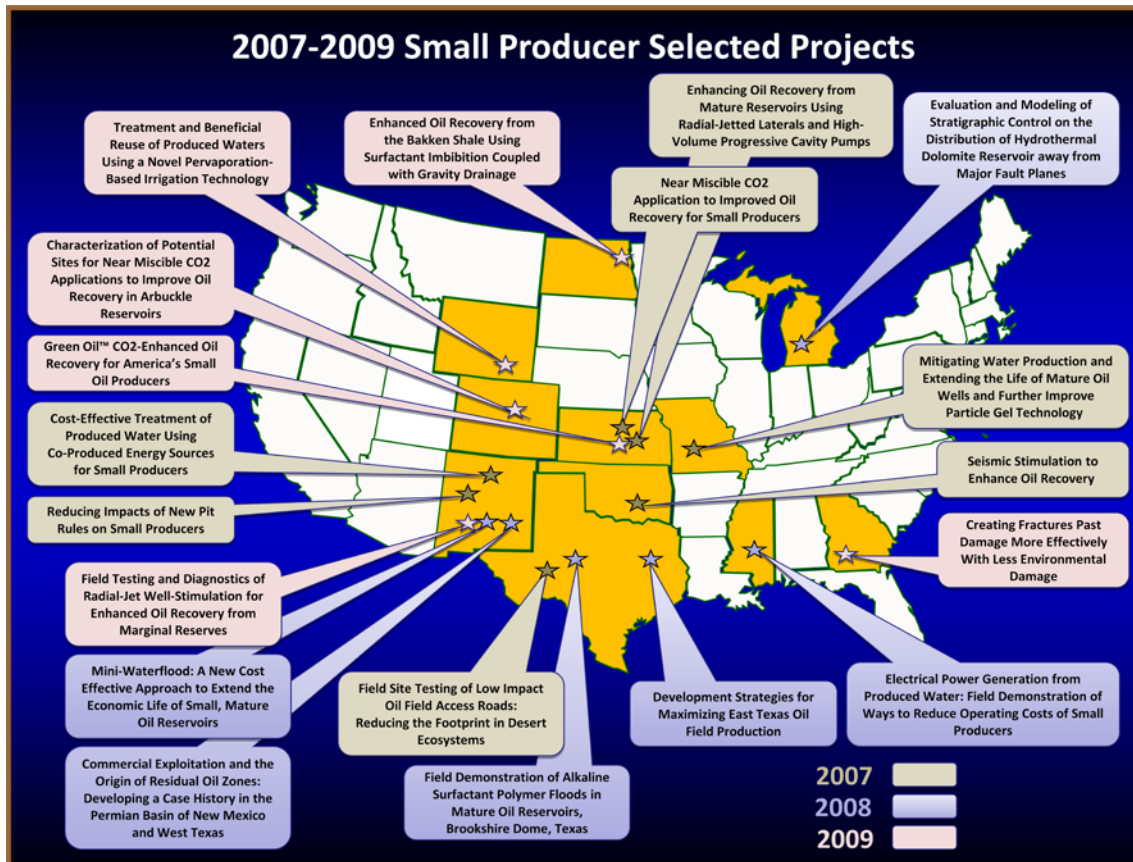 2007-2009 Small Producer Selected Projects
Treatment and Beneficial
Reuse of Produced Waters
Using a Novel Pervaporation-
Based Irrigation Technology
Enhanced Oil Recovery from
the Bakken Shale Using
Surfactant Imbibition Coupled
with Gravity Drainage
Enhancing Oil Recovery from
Mature Reservoirs Using
Radial-Jetted Laterals and High-
Volume Progressive Cavity Pumps
Evaluation and Modeling of
Stratigraphic Control on the
Distribution of Hydrothermal
Dolomite Reservoir away from
Major Fault Planes
Near Miscible CO2
Application to Improved Oil
Recovery for Small Producers
Characterization of Potential
Sites for Near Miscible CO2
Applications to Improve Oil
Recovery in Arbuckle
Reservoirs
Green Oil™ CO2-Enhanced Oil
Recovery for America's Small
Oil Producers
Mitigating Water Production and
Extending the Life of Mature Oil
Wells and Further Improve
Particle Gel Technology
Cost-Effective Treatment of
Produced Water Using
Co-Produced Energy Sources
for Small Producers
Seismic Stimulation to
Enhance Oil Recovery
Reducing Impacts of New Pit
Rules on Small Producers
Creating Fractures Past
Damage More Effectively
With Less Environmental
Damage
Field Testing and Diagnostics of
Radial-Jet Well-Stimulation for
Enhanced Oil Recovery from
Marginal Reserves
Mini-Waterflood: A New Cost
Effective Approach to Extend the
Economic Life of Small, Mature
Oil Reservoirs
Field Site Testing of Low Impact
Oil Field Access Roads:
Reducing the Footprint in Desert
Ecosystems
Development Strategies for
Maximizing East Texas Oil
Field Production
Electrical Power Generation from
Produced Water: Field Demonstration of
Ways to Reduce Operating Costs of Small
Producers
Commercial Exploitation and the
Origin of Residual Oil Zones:
Developing a Case History in the
Permian Basin of New Mexico
and West Texas
Field Demonstration of Alkaline
Surfactant Polymer Floods in
Mature Oil Reservoirs,
Brookshire Dome, Texas
2007
2008
2009